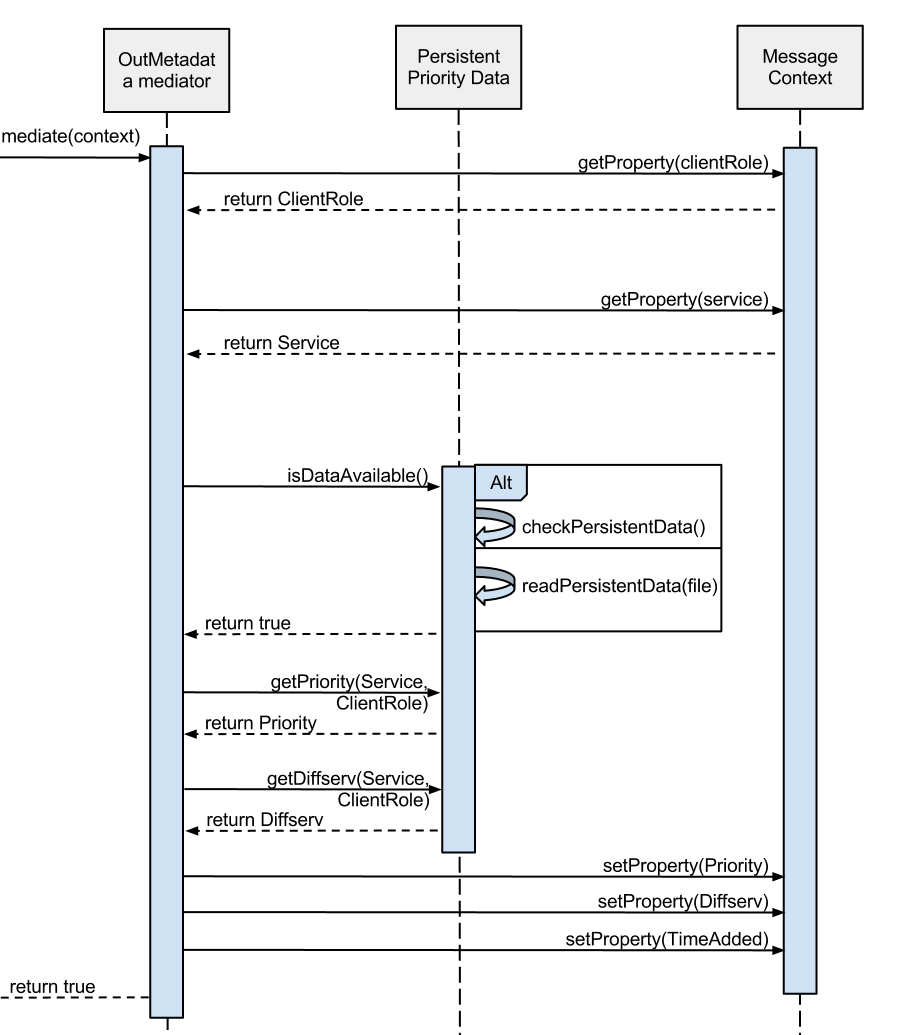 OutMetadat
a mediator
Persistent
Priority Data
Message
Context
mediate(context)
getProperty(clientRole)
return ClientRole
getProperty(service)
return Service
isDataAvailable()
Alt
checkPersistentData()
readPersistentData(file)
return true
getPriority(Service,
ClientRole)
return Priority
getDiffserv(Service,
ClientRole)
return Diffserv
setProperty(Priority)
setProperty(Diffserv)
setProperty(TimeAdded)
return true